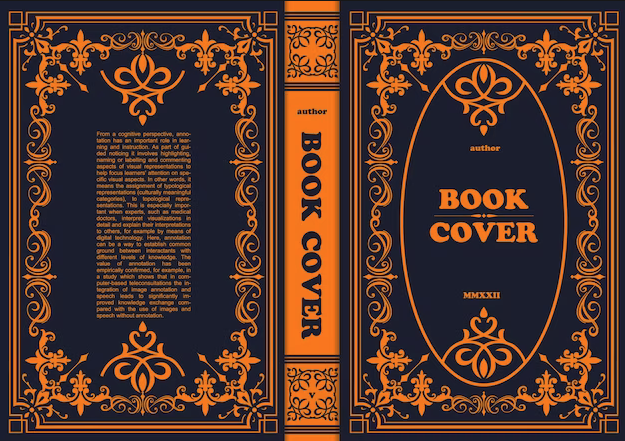 From a cognitive perspective, anno-
tation has an important role in lear-
ning and instruction. As part of gui-
ded noticing it involves highlighting,
naming or labelling and commenting
aspects of visual representations to
help focus learners' attention on spe-
cific visual aspects. In other words, it
means the assignment of typological
representations (culturally meaningful
categories), to topological repre-
sentations. This is especially impor-
tant when experts, such as medical
doctors, interpret visualizations in
detail and explain their interpretations
to others, for example by means of
digital technology. Here, annotation
can be a way to establish common
ground between interactants with
different levels of knowledge. The
value of annotation has been
empirically confirmed, for example, in
a study which shows that in com-
puter-based teleconsultations the in-
tegration of image annotation and
speech leads to significantly im-
proved knowledge exchange com-
pared with the use of images and
speech without annotation.
author
BOOK COVER
V
author
BOOK
COVER
MMXXII